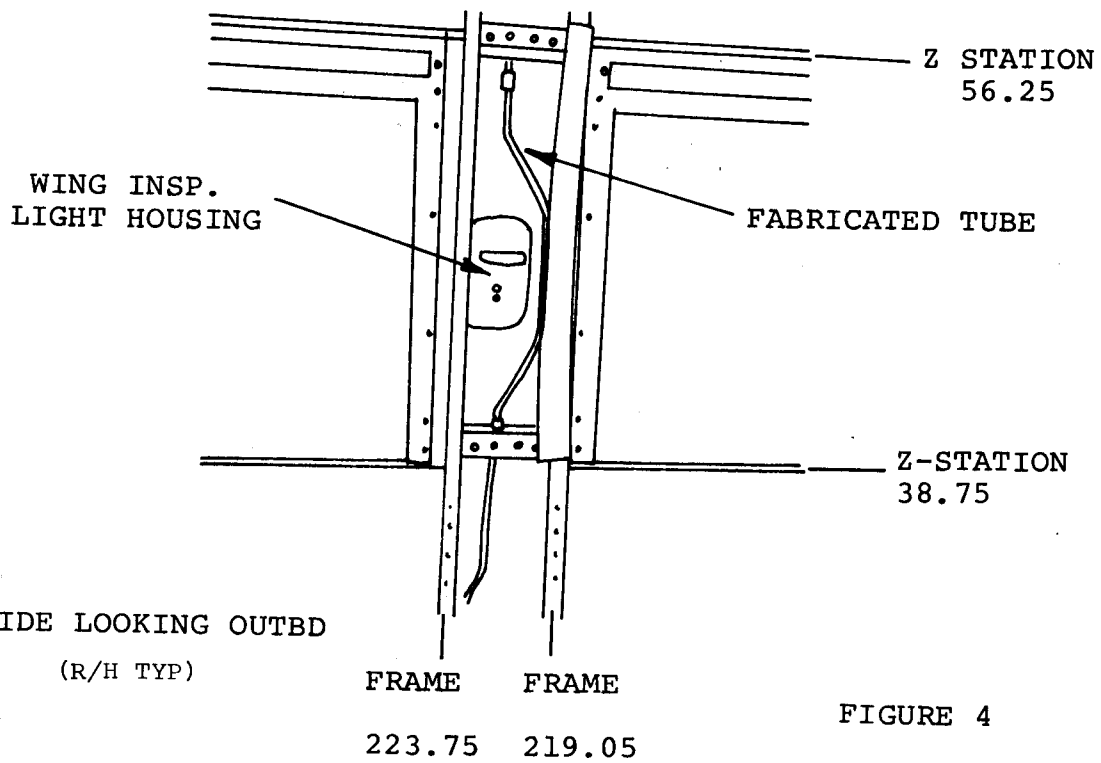 Z STATION
56.25
WING INSP.
LIGHT HOUSING
FABRICATED TUBE
Z-STATION
38.75
IDE LOOKING OUTBD
(R/H TYP)
FRAME FRAME
223.75 219.05
FIGURE 4